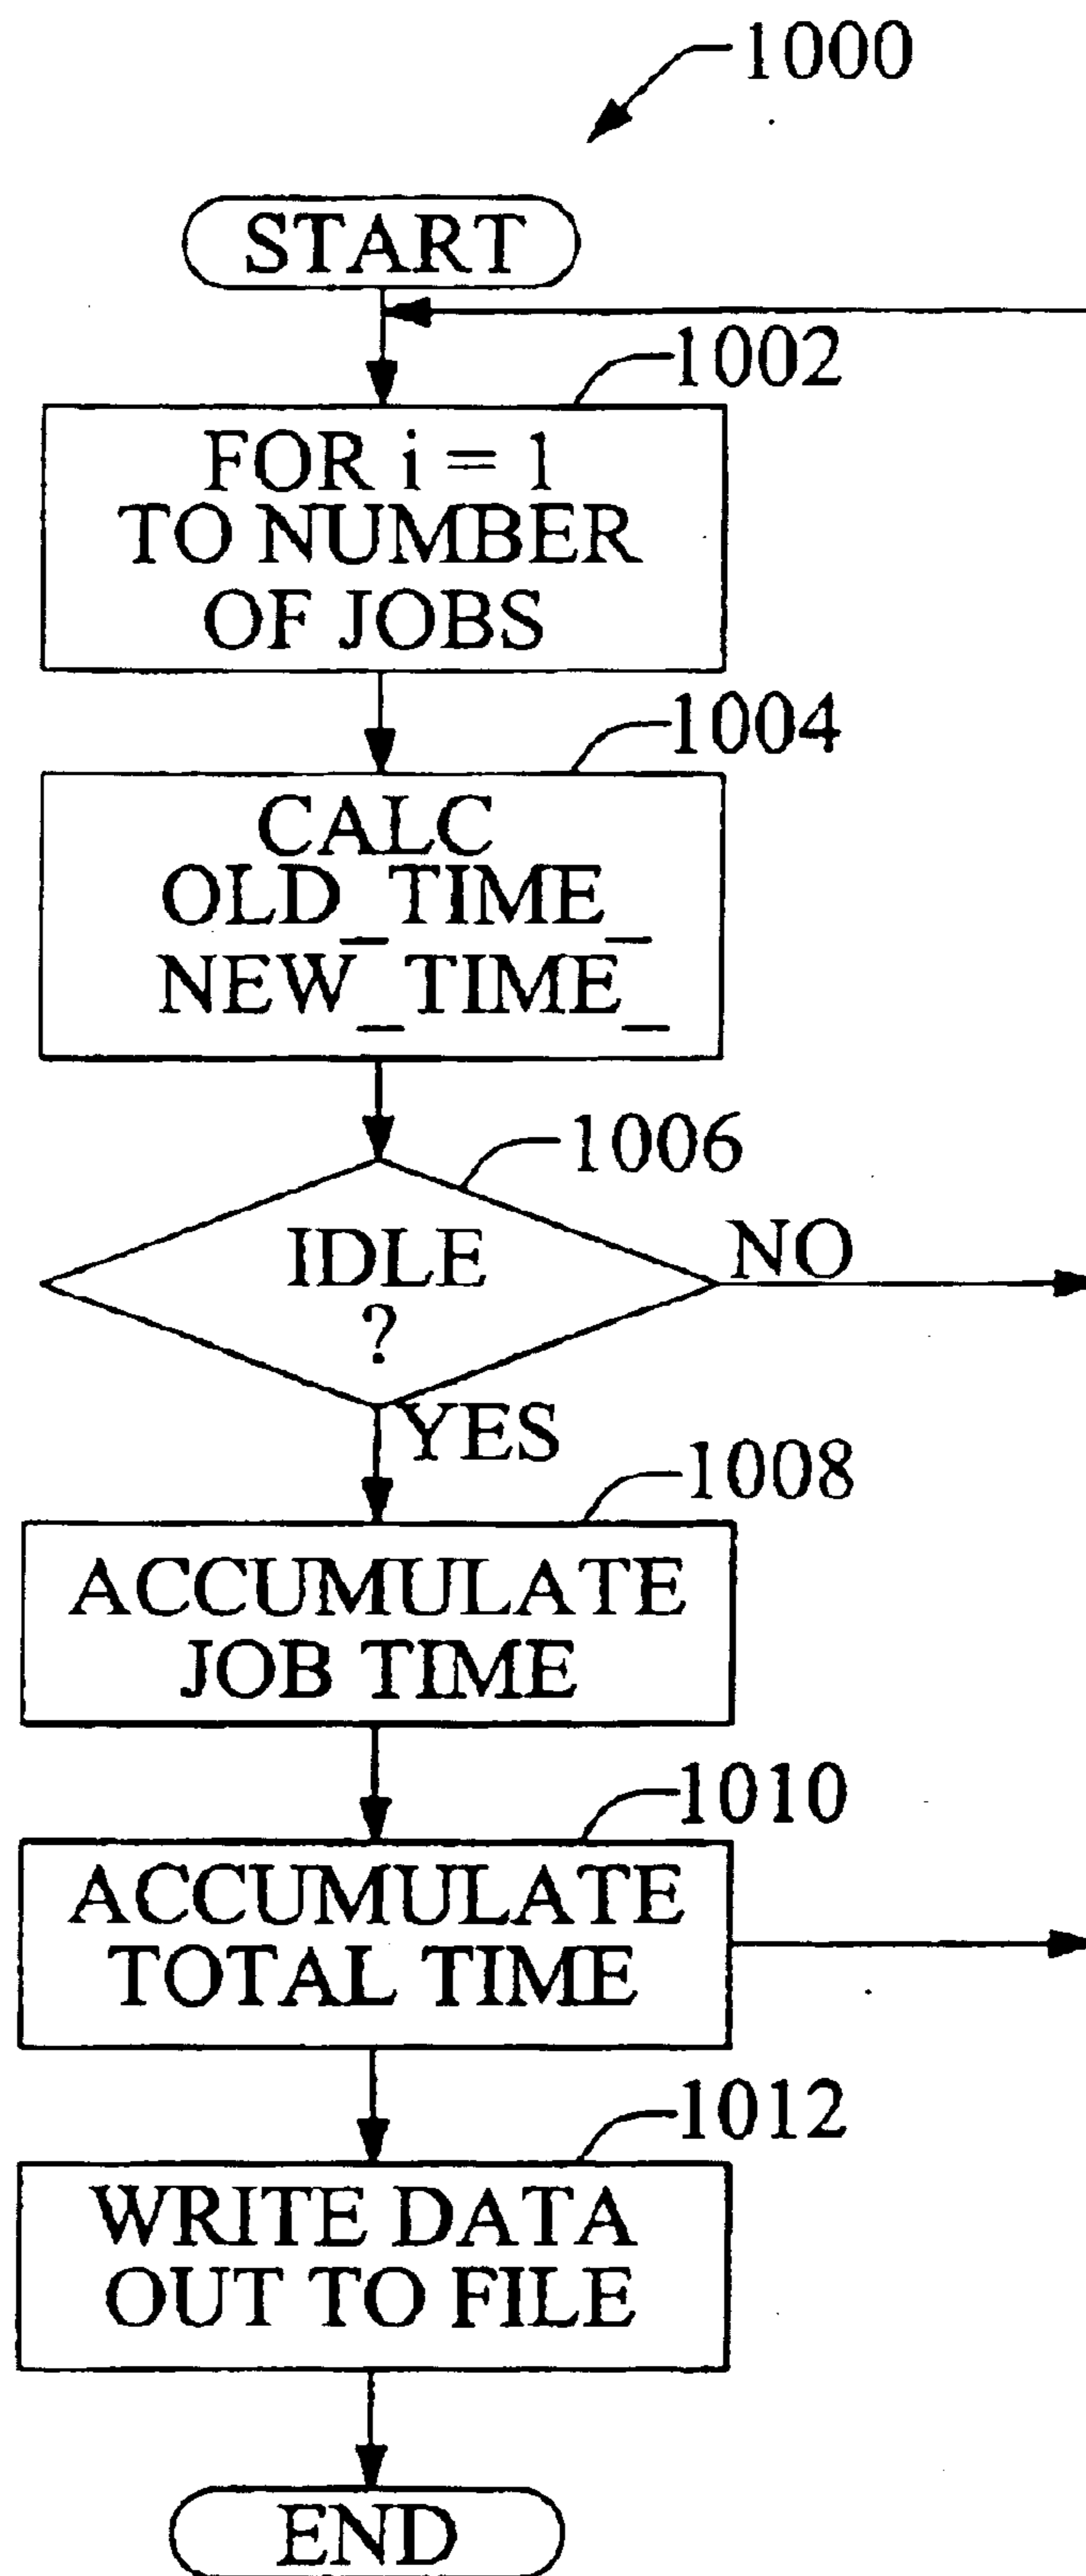 1000
START
1002
FOR i = 1
TO NUMBER
OF JOBS
1004
CALC
OLD_TIME_
NEW_TIME_
1006
IDLE
?
NO
YES
1008
ACCUMULATE
JOB TIME
1010
ACCUMULATE
TOTAL TIME
1012
WRITE DATA
OUT TO FILE
END